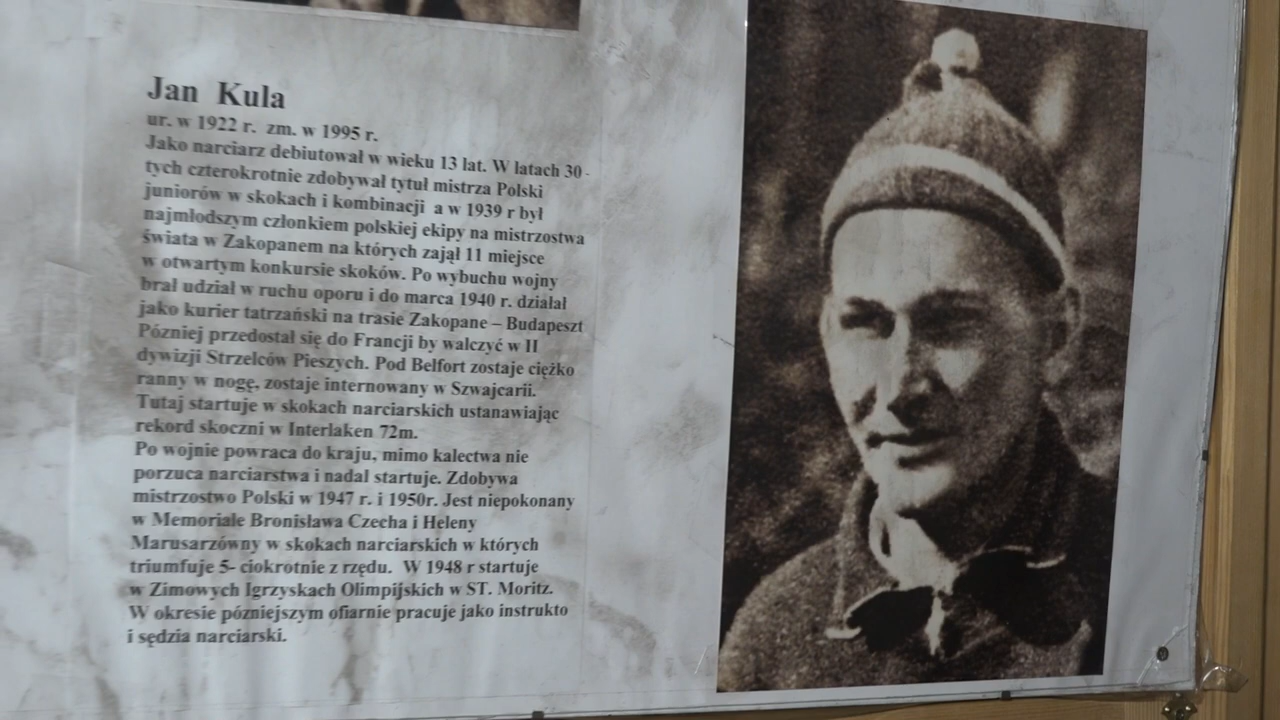 Jan Kula
ur. w 1922 r. zm. w 1995 r.
Jako narciarz debiutował w wieku 13 lat. W latach 30 -
tych czterokrotnie zdobywał tytuł mistrza Polski
juniorów w skokach i kombinacji a w 1939 r był
najmłodszym członkiem polskiej ekipy na mistrzostwa
świata w Zakopanem na których zajął 11 miejsce
w otwartym konkursie skoków. Po wybuchu wojny
brał udział w ruchu oporu i do marca 1940 r. działał
jako kurier tatrzański na trasie Zakopane – Budapeszt
Pózniej przedostał się do Francji by walczyć w II
dywizji Strzelców Pieszych. Pod Belfort zostaje ciężko
ranny w nogę, zostaje internowany w Szwajcarii.
Tutaj startuje w skokach narciarskich ustanawiając
rekord skoczni w Interlaken 72m.
Po wojnie powraca do kraju, mimo kalectwa nie
porzuca narciarstwa i nadal startuje. Zdobywa
mistrzostwo Polski w 1947 r. i 1950r. Jest niepokonany
w Memoriale Bronisława Czecha i Heleny
Marusarzówny w skokach narciarskich w których
triumfuje 5- ciokrotnie z rzędu. W 1948 r startuje
w Zimowych Igrzyskach Olimpijskich w ST. Moritz.
W okresie pózniejszym ofiarnie pracuje jako instrukto
i sędzia narciarski.